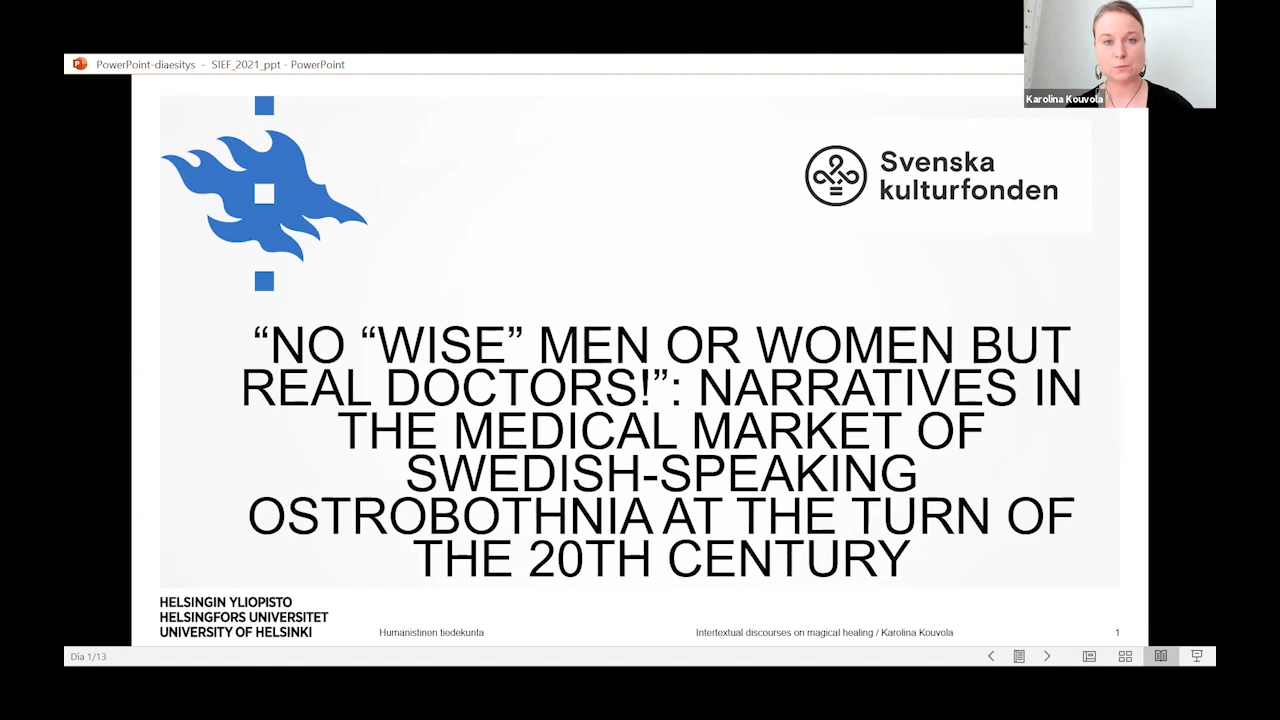 PowerPoint-diaesitys - SIEF_2021_ppt - PowerPoint
Karolina Kouvola
Svenska
kulturfonden
“NO “WISE” MEN OR WOMEN BUT
REAL DOCTORS!”: NARRATIVES IN
THE MEDICAL MARKET OF
SWEDISH-SPEAKING
OSTROBOTHNIA AT THE TURN OF
THE 20TH CENTURY
HELSINGIN YLIOPISTO
HELSINGFORS UNIVERSITET
UNIVERSITY OF HELSINKI
Humanistinen tiedekunta
Intertextual discourses on magical healing / Karolina Kouvola
1
Dia 1/13